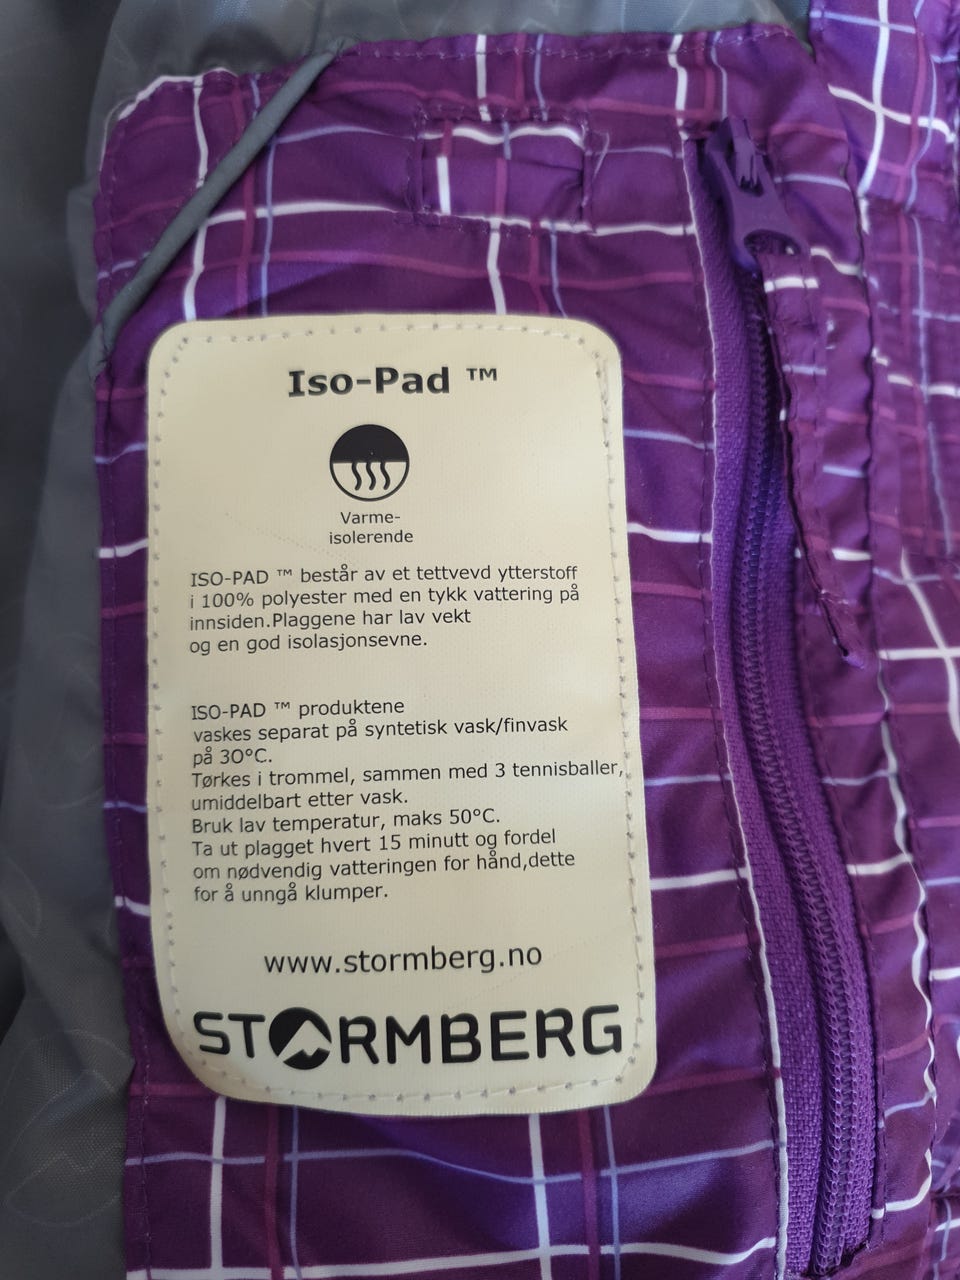 Iso-Pad ™
Varme-
isolerende
ISO-PAD ™ består av et tettvevd ytterstoff
i 100% polyester med en tykk vattering på
innsiden.Plaggene har lav vekt
og en god isolasjonsevne.
ISO-PAD ™ produktene
vaskes separat på syntetisk vask/finvask
på 30°C.
Tørkes i trommel, sammen med 3 tennisballer,
umiddelbart etter vask.
Bruk lav temperatur, maks 50°C.
Ta ut plagget hvert 15 minutt og fordel
om nødvendig vatteringen for hånd,dette
for å unngå klumper.
www.stormberg.no
STORMBERG